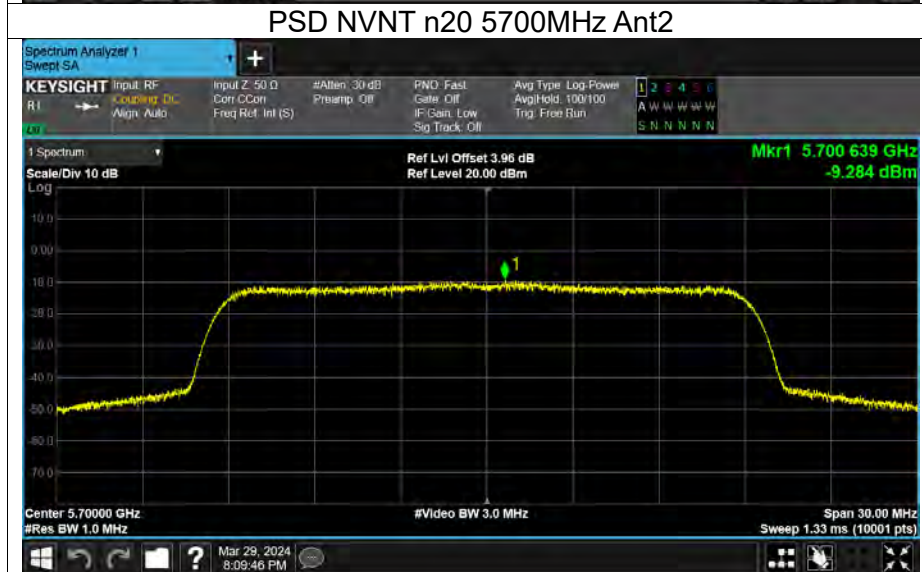 PSD NVNT n20 5700MHz Ant2
Spectrum Analyzer 1
Swept SA
+
KEYSIGHT
Input: RF
Coupling: DC
Align: Auto
Input Z: 50 Ω
Corr CCorr
Freq Ref: Int (S)
#Atten: 30 dB
Preamp: Off
PNO: Fast
Gate: Off
IF Gain: Low
Sig Track: Off
Avg Type: Log-Power
Avg|Hold: 100/100
Trig: Free Run
1 2 3 4 5 6
A W W W W W
S N N N N N
1 Spectrum
Scale/Div 10 dB
Log
Ref Lvl Offset 3.96 dB
Ref Level 20.00 dBm
Mkr1 5.700 639 GHz
-9.284 dBm
10.0
0.00
-10.0
-20.0
-30.0
-40.0
-50.0
-60.0
-70.0
1
Center 5.70000 GHz
#Res BW 1.0 MHz
#Video BW 3.0 MHz
Span 30.00 MHz
Sweep 1.33 ms (10001 pts)
?
Mar 29, 2024
8:09:46 PM